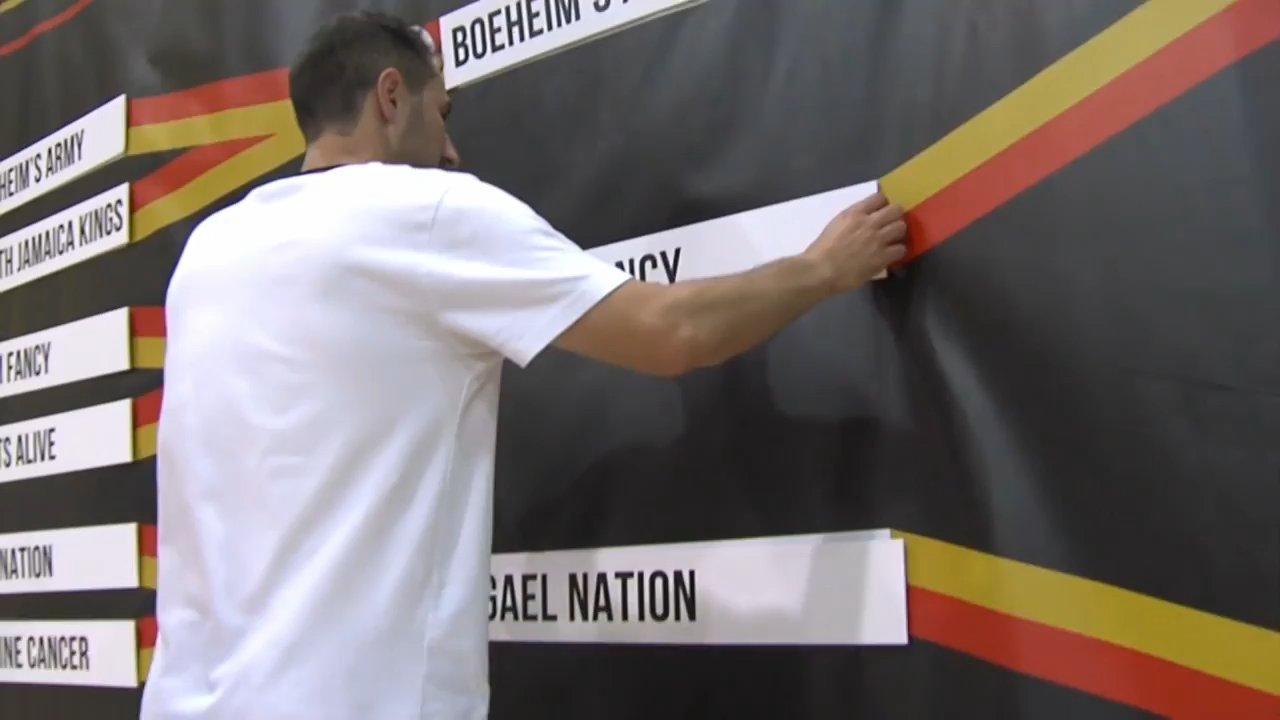 BOEHEIM'S
HEIM'S ARMY
TH JAMAICA KINGS
NCY
FANCY
TS ALIVE
GAEL NATION
NATION
INE CANCER